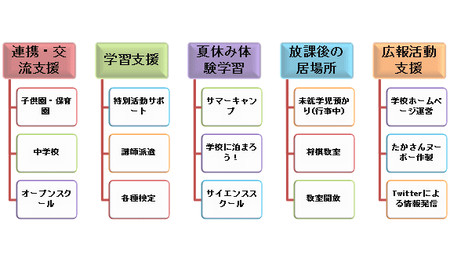 連携・交
流支援
子供園・保育
園
中学校
オープンスク
ール
学習支援
特別活動サポ
ート
講師派遣
各種検定
夏休み体
験学習
サマーキャン
プ
学校に泊まろ
う！
サイエンスス
クール
放課後の
居場所
未就学児預か
り(行事中)
将棋教室
教室開放
広報活動
支援
学校ホームペ
ージ運営
たかさんヌー
ボー作製
Twitterによ
る情報発信